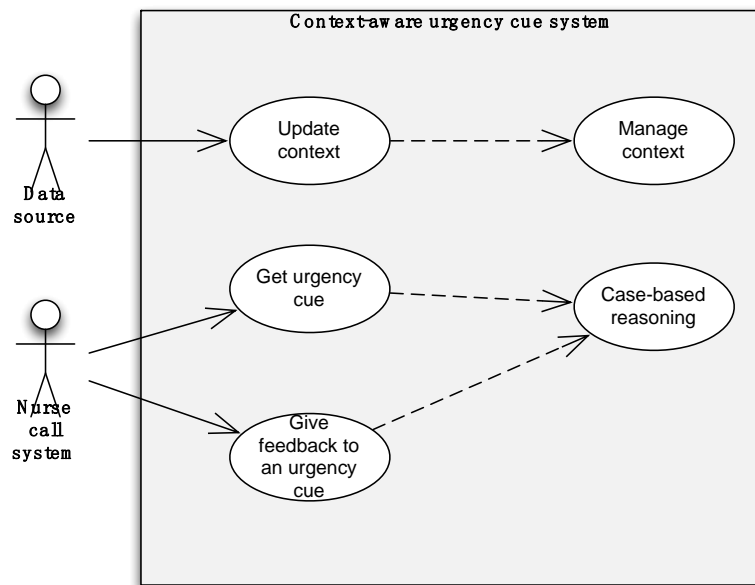 Context-aware urgency cue system
Data
source
Update
context
Manage
context
Get urgency
cue
Case-based
reasoning
Nurse
call
system
Give
feedback to
an urgency
cue